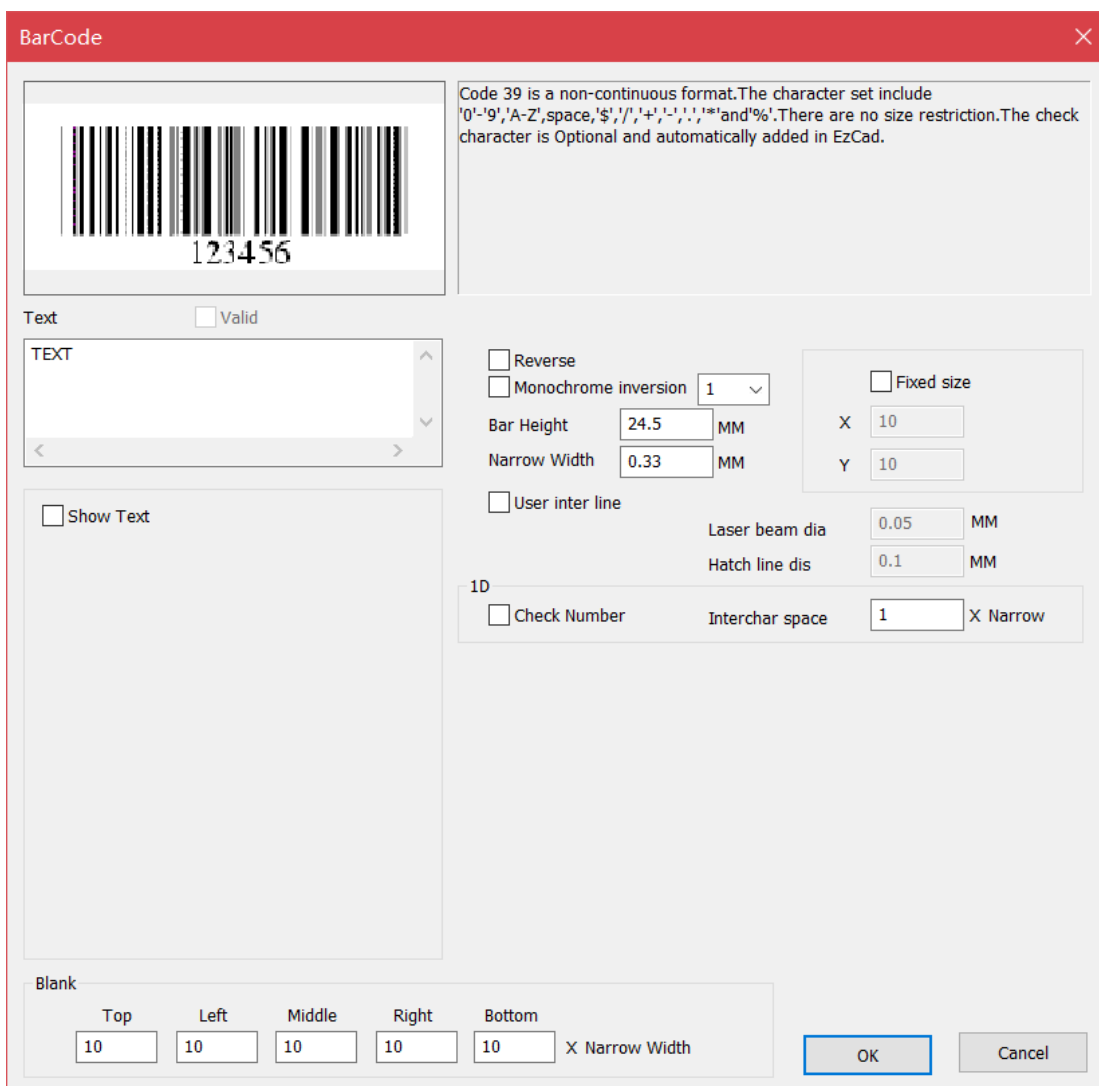 BarCode
Code 39 is a non-continuous format.The character set include
'0'-'9','A-Z',space,'$','/','+','-','.','*'and'%'.There are no size restriction.The check
character is Optional and automatically added in EzCad.
123456
Text
Valid
TEXT
Reverse
Monochrome inversion 1
Bar Height 24.5 MM
Narrow Width 0.33 MM
Fixed size
X 10
Y 10
User inter line
Laser beam dia 0.05 MM
Hatch line dis 0.1 MM
Show Text
1D
Check Number
Interchar space 1 X Narrow
Blank
Top Left Middle Right Bottom
10 10 10 10 10 X Narrow Width
OK
Cancel